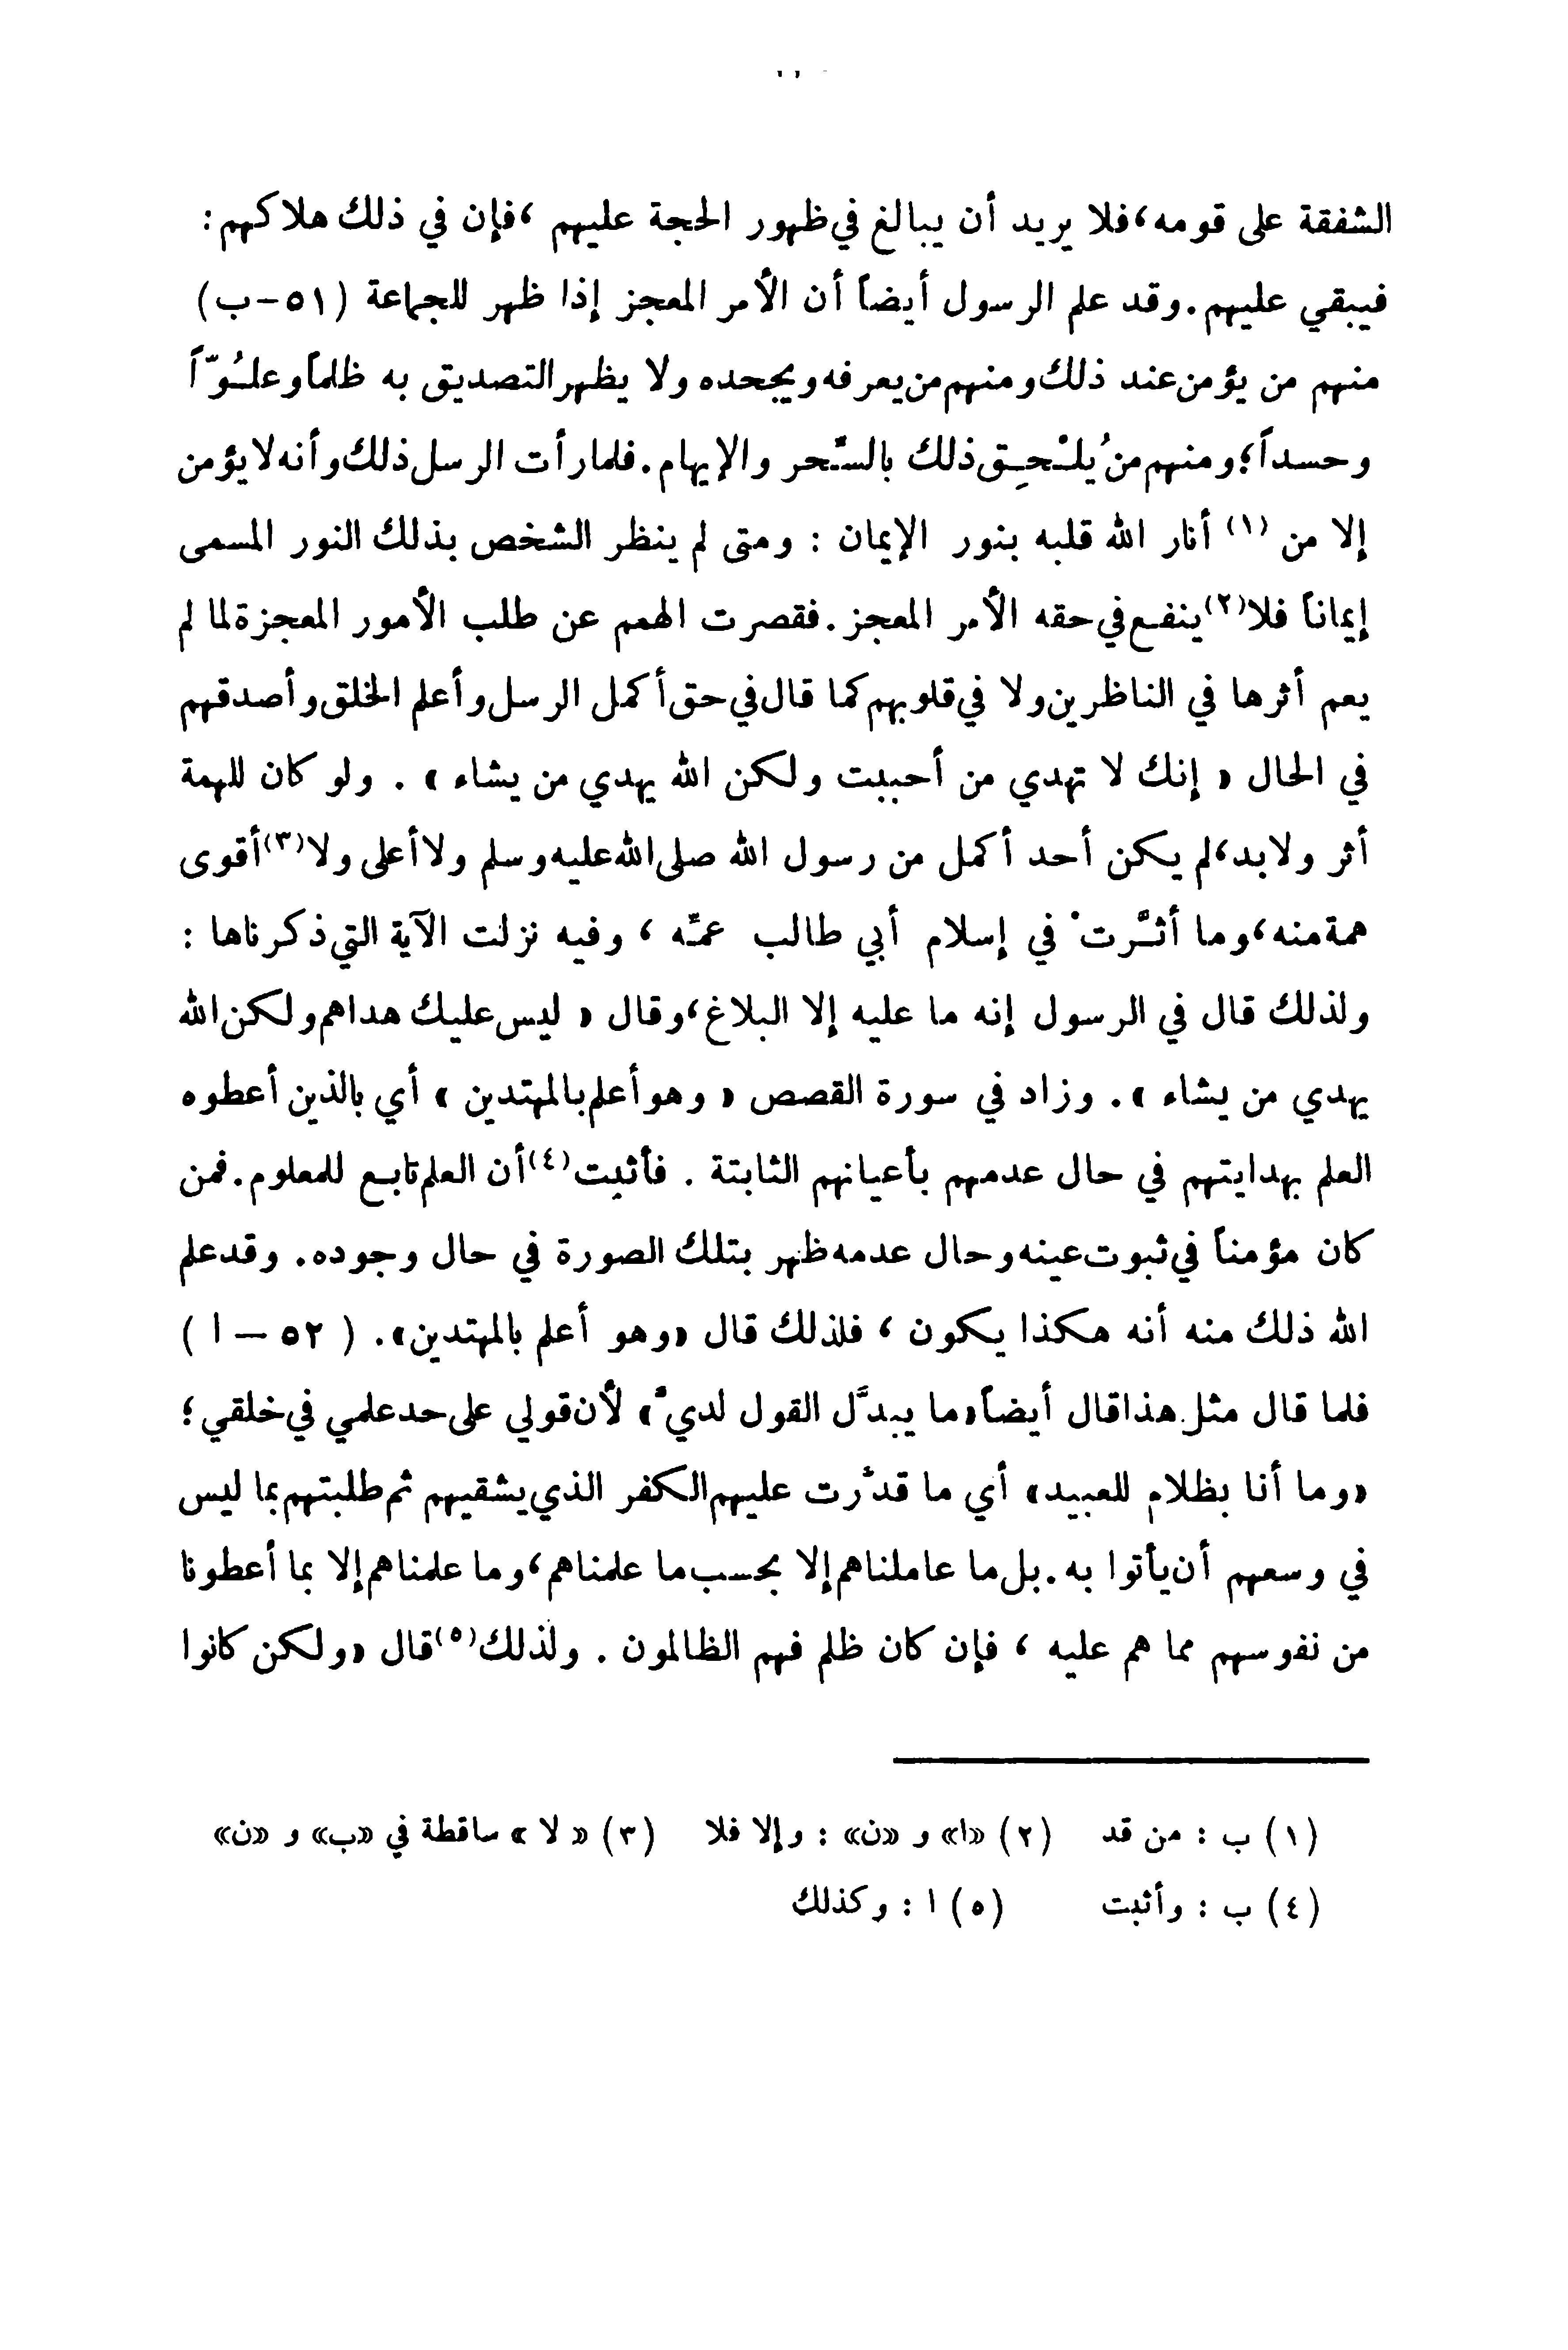 الشفقة على قومه، فلا يريد أن يبالغ في ظهور الحجة عليهم، فإن في ذلك هلاكهم:
فيبقي عليهم. وقد علم الرسول أيضاً أن الأمر المعجز إذا ظهر للجماعة (٥١-ب)
منهم من يؤمن عند ذلك ومنهم من يعرفه ويجحده ولا يظهر التصديق به ظلماً وعلُوّاً
وحسداً؛ ومنهم من يُلْحِق ذلك بالسِّحر والإيهام. فلما رأت الرسل ذلك وأنه لا يؤمن
إلا من (١) أنار الله قلبه بنور الإيمان : ومتى لم ينظر الشخص بذلك النور المسمى
إيماناً فلا (٢) ينفع في حقه الأمر المعجز. فقصرت الهمم عن طلب الأمور المعجزة لما لم
يعم أثرها في الناظرين ولا في قلوبهم كما قال في حق أكمل الرسل وأعلم الخلق وأصدقهم
في الحال « إنك لا تهدي من أحببت ولكن الله يهدي من يشاء » . ولو كان للهمة
أثر ولا بد، لم يكن أحد أكمل من رسول الله صلى الله عليه وسلم ولا أعلى ولا (٣) أقوى
همة منه، وما أثَّرتْ في إسلام أبي طالب عمِّه ، وفيه نزلت الآية التي ذكرناها :
ولذلك قال في الرسول إنه ما عليه إلا البلاغ، وقال « ليس عليك هداهم ولكن الله
يهدي من يشاء ». وزاد في سورة القصص « وهو أعلم بالمهتدين » أي بالذين أعطوه
العلم بهدايتهم في حال عدمهم بأعيانهم الثابتة . فأثبت (٤) أن العلم تابع للمعلوم. فمن
كان مؤمناً في ثبوت عينه وحال عدمه ظهر بتلك الصورة في حال وجوده. وقد علم
الله ذلك منه أنه هكذا يكون ، فلذلك قال «وهو أعلم بالمهتدين». ( ٥٢ – ا )
فلما قال مثل هذا قال أيضاً «ما يبدَّل القول لديّ» لأن قولي على حد علمي في خلقي؛
«وما أنا بظلام للعبيد» أي ما قدَّرت عليهم الكفر الذي يشقيهم ثم طلبتهم بما ليس
في وسعهم أن يأتوا به. بل ما عاملناهم إلا بحسب ما علمناهم، وما علمناهم إلا بما أعطونا
من نفوسهم مما هم عليه ، فإن كان ظلم فهم الظالمون . ولذلك (٥) قال «ولكن كانوا
(١) ب : من قد (٢) «ا» و «ن» : وإلا فلا (٣) « لا » ساقطة في «ب» و «ن»
(٤) ب : وأثبت (٥) ا : وكذلك